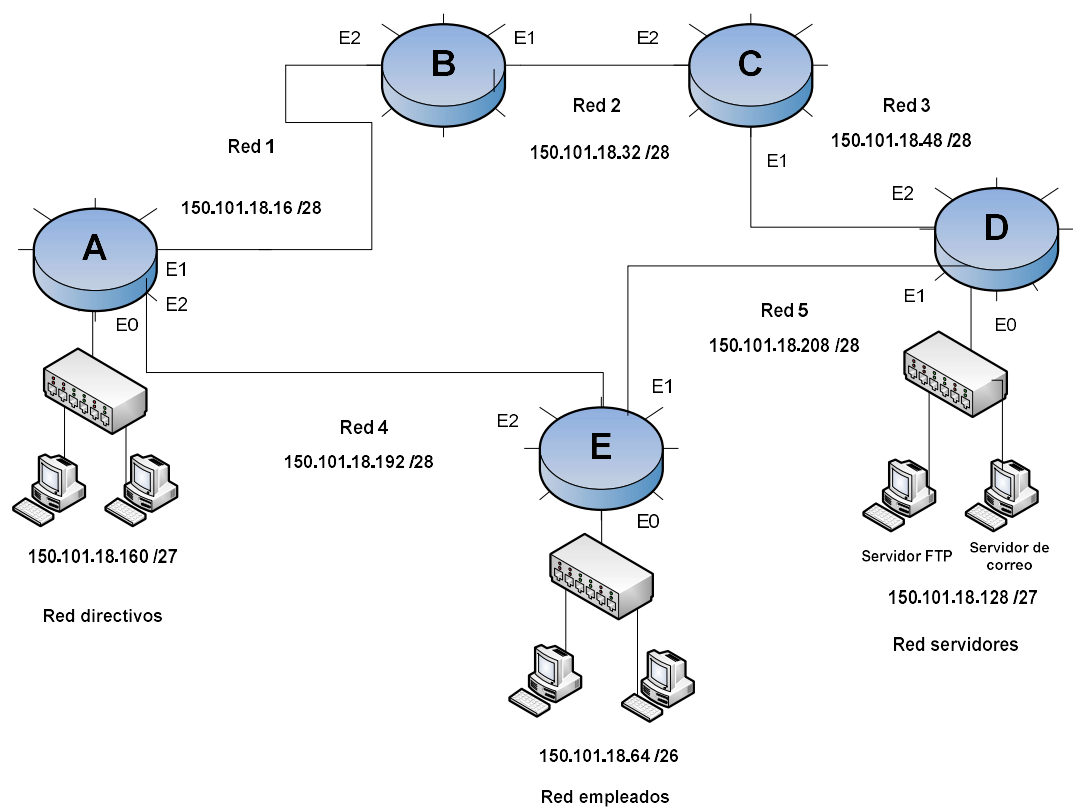 E2
B
E1
E2
C
Red 1
Red 2
150.101.18.32 /28
Red 3
150.101.18.48 /28
E1
150.101.18.16 /28
E2
A
E1
E2
E0
D
E1
E0
Red 5
150.101.18.208 /28
Red 4
150.101.18.192 /28
E1
E2
E
E0
150.101.18.160 /27
Red directivos
Servidor FTP
Servidor de
correo
150.101.18.128 /27
Red servidores
150.101.18.64 /26
Red empleados